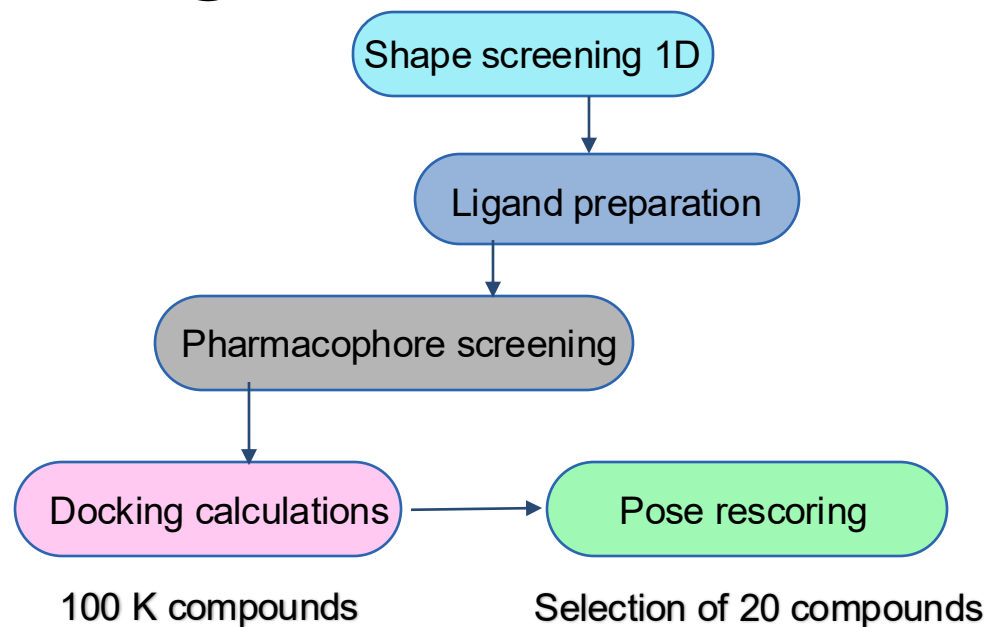 Shape screening 1D
Ligand preparation
Pharmacophore screening
Docking calculations
Pose rescoring
100 K compounds
Selection of 20 compounds